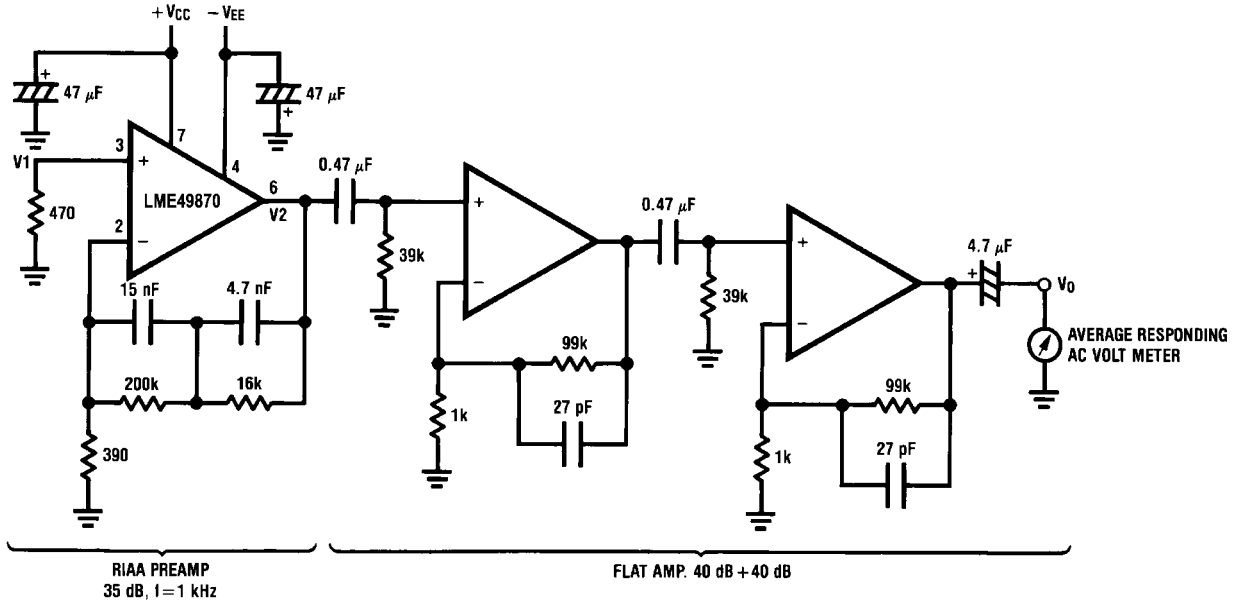 +VCC
−VEE
+
47 µF
47 µF
+
V1
3
+
7
4
LME49870
6
V2
2
−
470
0.47 µF
39k
15 nF
4.7 nF
200k
16k
390
+
−
0.47 µF
39k
99k
27 pF
1k
+
−
4.7 µF
+
VO
AVERAGE RESPONDING
AC VOLT METER
99k
27 pF
1k
RIAA PREAMP
35 dB, f=1 kHz
FLAT AMP. 40 dB+40 dB